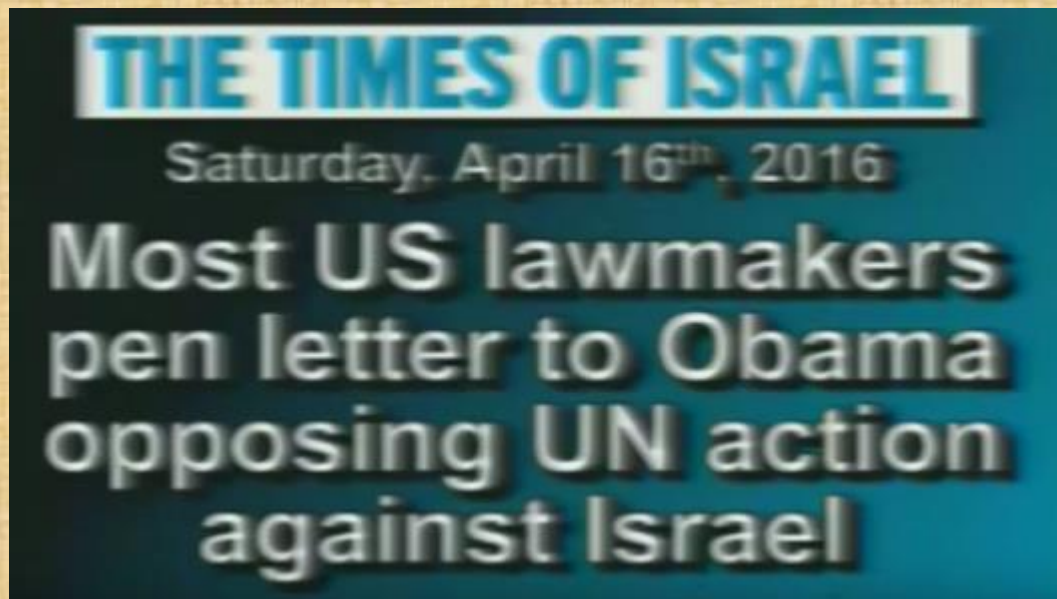 THE TIMES OF ISRAEL
Saturday, April 16th, 2016
Most US lawmakers
pen letter to Obama
opposing UN action
against Israel